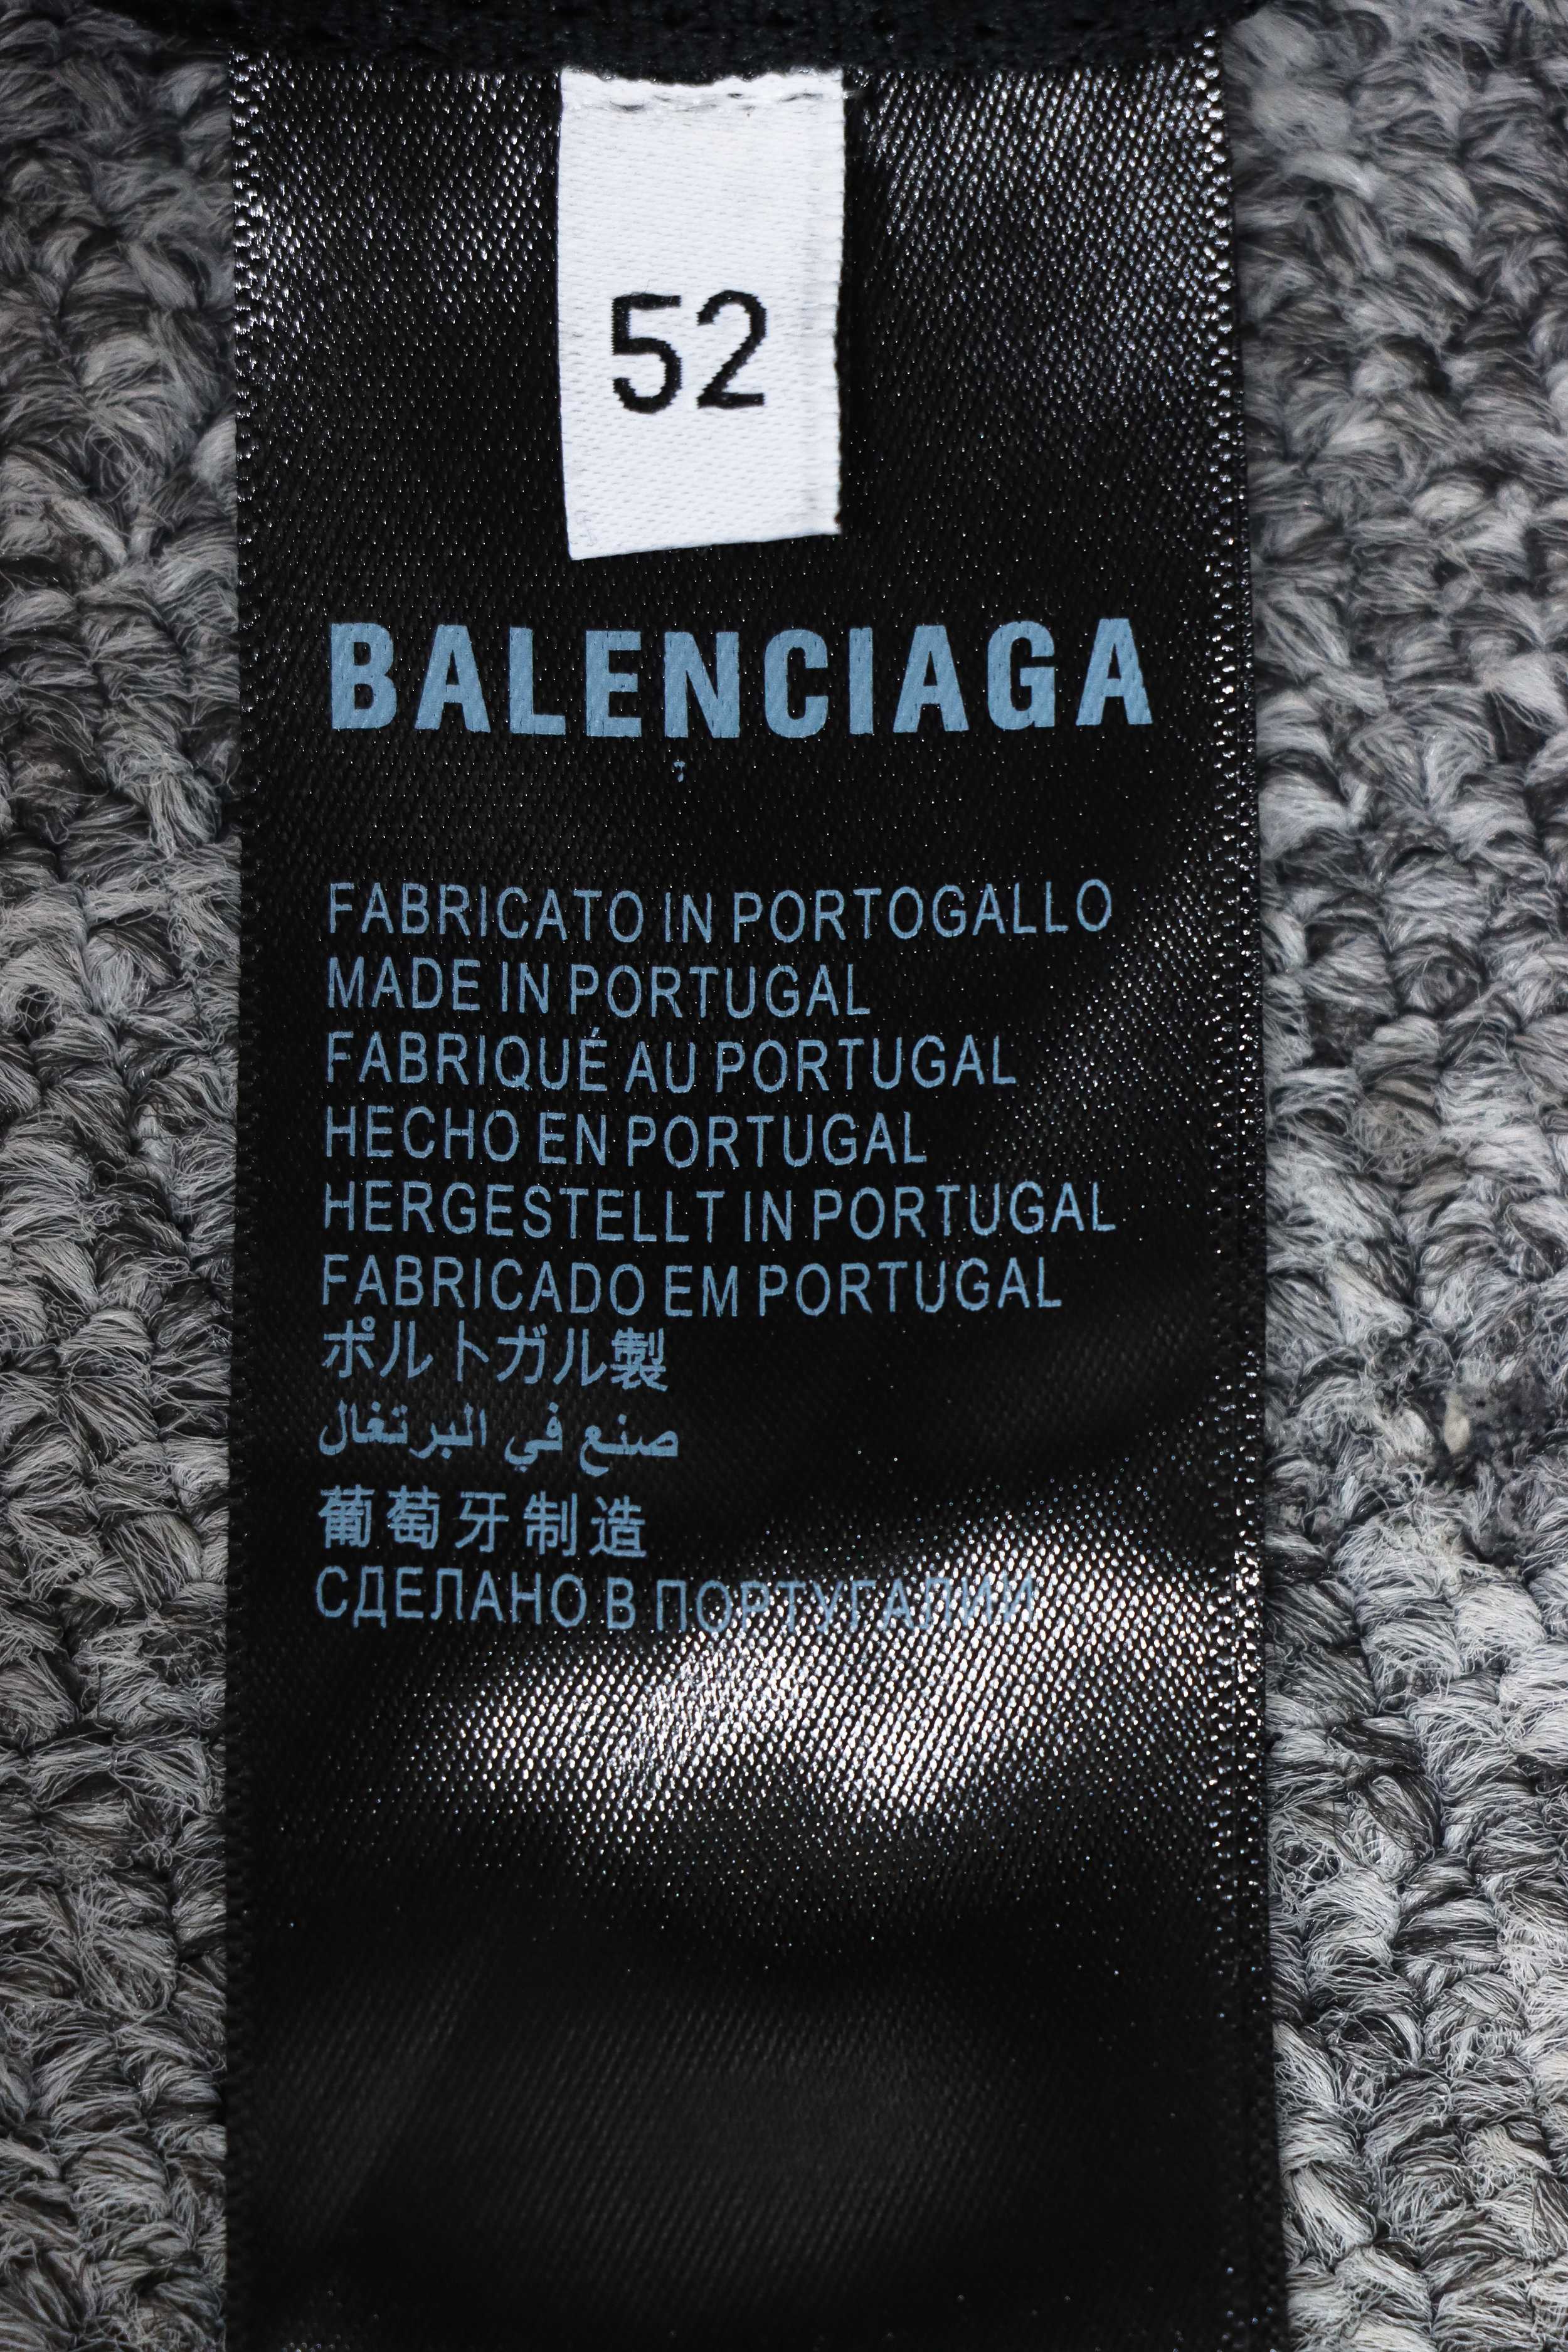 52
BALENCIAGA
FABRICATO IN PORTOGALLO
MADE IN PORTUGAL
FABRIQUÉ AU PORTUGAL
HECHO EN PORTUGAL
HERGESTELLT IN PORTUGAL
FABRICADO EM PORTUGAL
ポルトガル製
صنع في البرتغال
葡萄牙制造
СДЕЛАНО В ПОРТУГАЛИИ